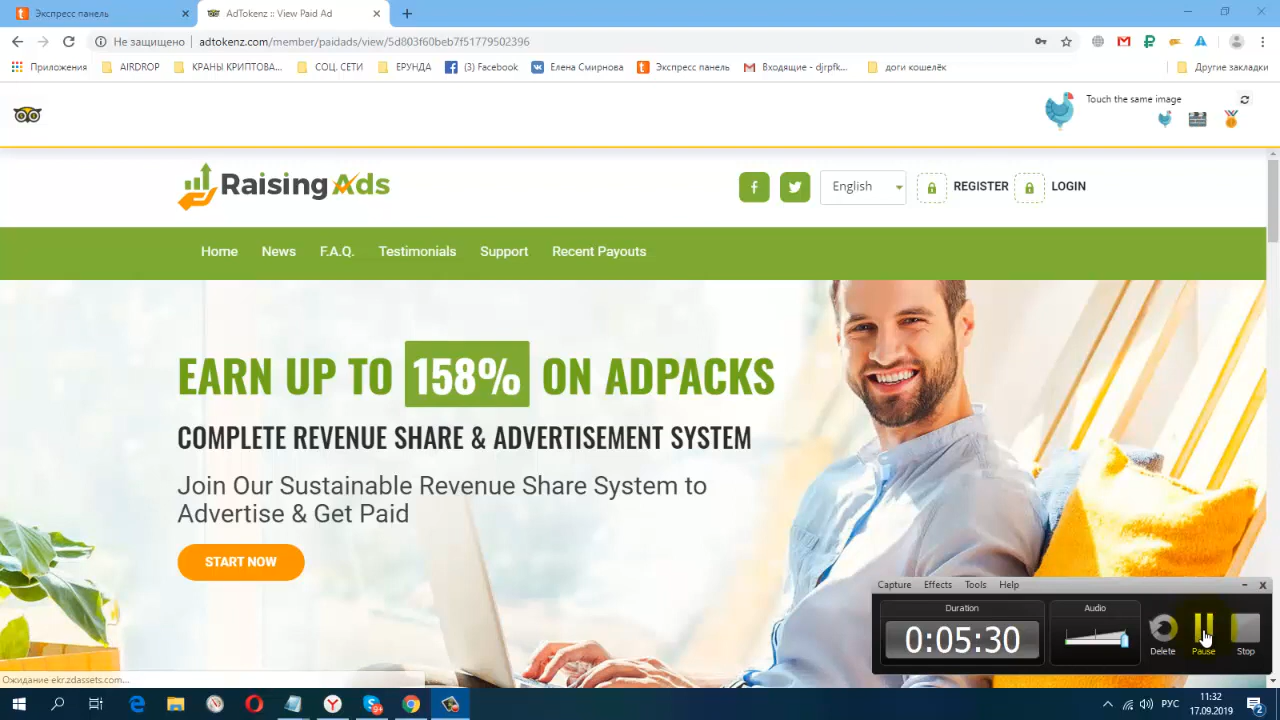 Экспресс панель
AdTokenz :: View Paid Ad
Не защищено
adtokenz.com/member/paidads/view/5d803f60beb7f51779502396
Приложения
AIRDROP
КРАНЫ КРИПТОВА...
СОЦ. СЕТИ
ЕРУНДА
(3) Facebook
Елена Смирнова
Экспресс панель
Входящие - djrpfk...
доги кошелёк
Другие закладки
Touch the same image
Raising Ads
English
REGISTER
LOGIN
Home
News
F.A.Q.
Testimonials
Support
Recent Payouts
EARN UP TO 158% ON ADPACKS
COMPLETE REVENUE SHARE & ADVERTISEMENT SYSTEM
Join Our Sustainable Revenue Share System to
Advertise & Get Paid
START NOW
Capture
Effects
Tools
Help
Duration
Audio
0:05:30
Delete
Pause
Stop
Ожидание ekr.zdassets.com...
РУС
11:32
17.09.2019
2